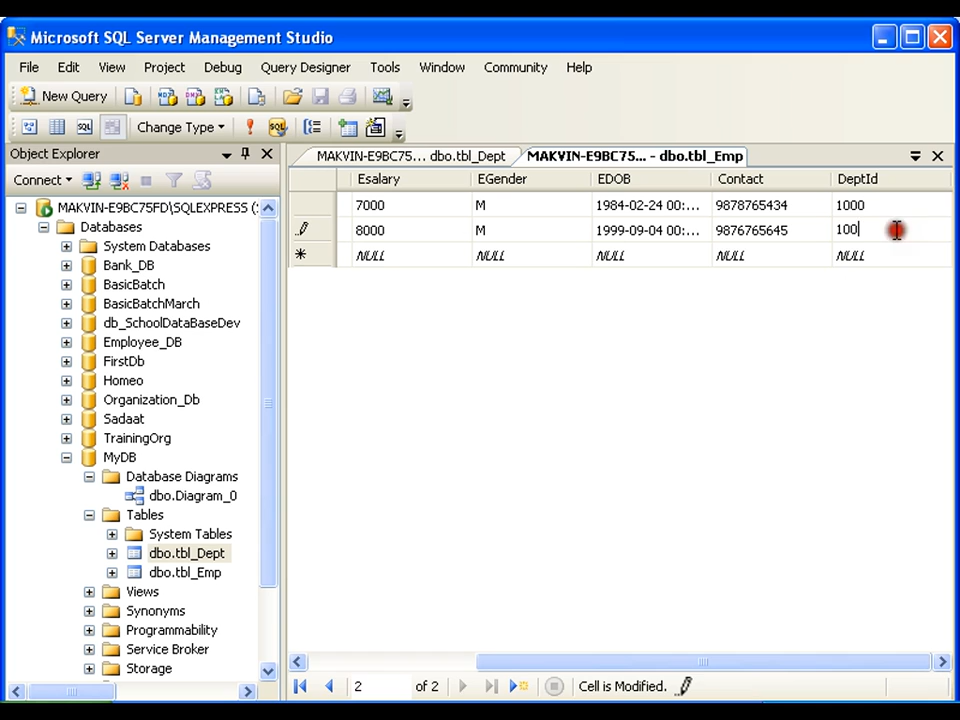 Microsoft SQL Server Management Studio
File Edit View Project Debug Query Designer Tools Window Community Help
New Query
SQL Change Type
Object Explorer
MAKVIN-E9BC75... dbo.tbl_Dept MAKVIN-E9BC75... - dbo.tbl_Emp
Connect
Esalary EGender EDOB Contact DeptId
7000 M 1984-02-24 00:... 9878765434 1000
8000 M 1999-09-04 00:... 9876765645 100
NULL NULL NULL NULL NULL
MAKVIN-E9BC75FD\SQLEXPRESS (
Databases
System Databases
Bank_DB
BasicBatch
BasicBatchMarch
db_SchoolDataBaseDev
Employee_DB
FirstDb
Homeo
Organization_Db
Sadaat
TrainingOrg
MyDB
Database Diagrams
dbo.Diagram_0
Tables
System Tables
dbo.tbl_Dept
dbo.tbl_Emp
Views
Synonyms
Programmability
Service Broker
Storage
2 of 2 Cell is Modified.